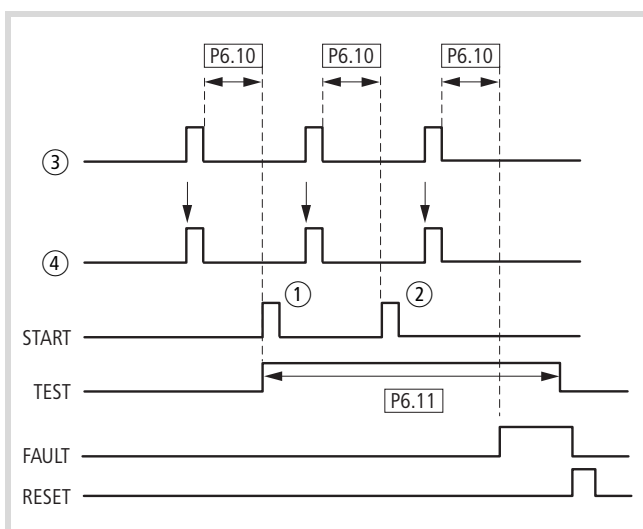 P6.10 P6.10 P6.10
③
④
① ②
START
TEST
P6.11
FAULT
RESET